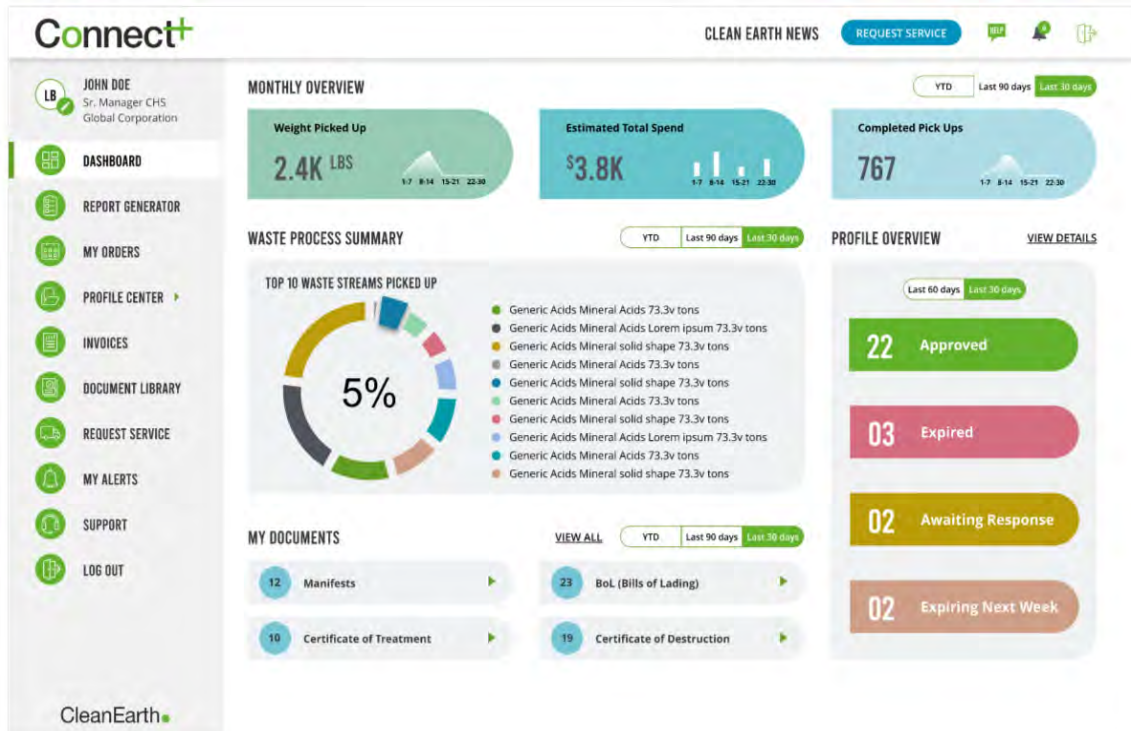 Connect+
CLEAN EARTH NEWS
REQUEST SERVICE
HELP
LB
JOHN DOE
Sr. Manager CHS
Global Corporation
DASHBOARD
REPORT GENERATOR
MY ORDERS
PROFILE CENTER
INVOICES
DOCUMENT LIBRARY
REQUEST SERVICE
MY ALERTS
SUPPORT
LOG OUT
CleanEarth
MONTHLY OVERVIEW
YTD Last 90 days Last 30 days
Weight Picked Up
2.4K LBS
1-7 8-14 15-21 22-30
Estimated Total Spend
$3.8K
1-7 8-14 15-21 22-30
Completed Pick Ups
767
1-7 8-14 15-21 22-30
WASTE PROCESS SUMMARY
YTD Last 90 days Last 30 days
TOP 10 WASTE STREAMS PICKED UP
5%
Generic Acids Mineral Acids 73.3v tons
Generic Acids Mineral Acids Lorem ipsum 73.3v tons
Generic Acids Mineral solid shape 73.3v tons
Generic Acids Mineral Acids 73.3v tons
Generic Acids Mineral solid shape 73.3v tons
Generic Acids Mineral Acids 73.3v tons
Generic Acids Mineral solid shape 73.3v tons
Generic Acids Mineral Acids Lorem ipsum 73.3v tons
Generic Acids Mineral Acids 73.3v tons
Generic Acids Mineral solid shape 73.3v tons
PROFILE OVERVIEW
VIEW DETAILS
Last 60 days Last 30 days
22 Approved
03 Expired
02 Awaiting Response
02 Expiring Next Week
MY DOCUMENTS
VIEW ALL
YTD Last 90 days Last 30 days
12 Manifests
23 BoL (Bills of Lading)
10 Certificate of Treatment
19 Certificate of Destruction